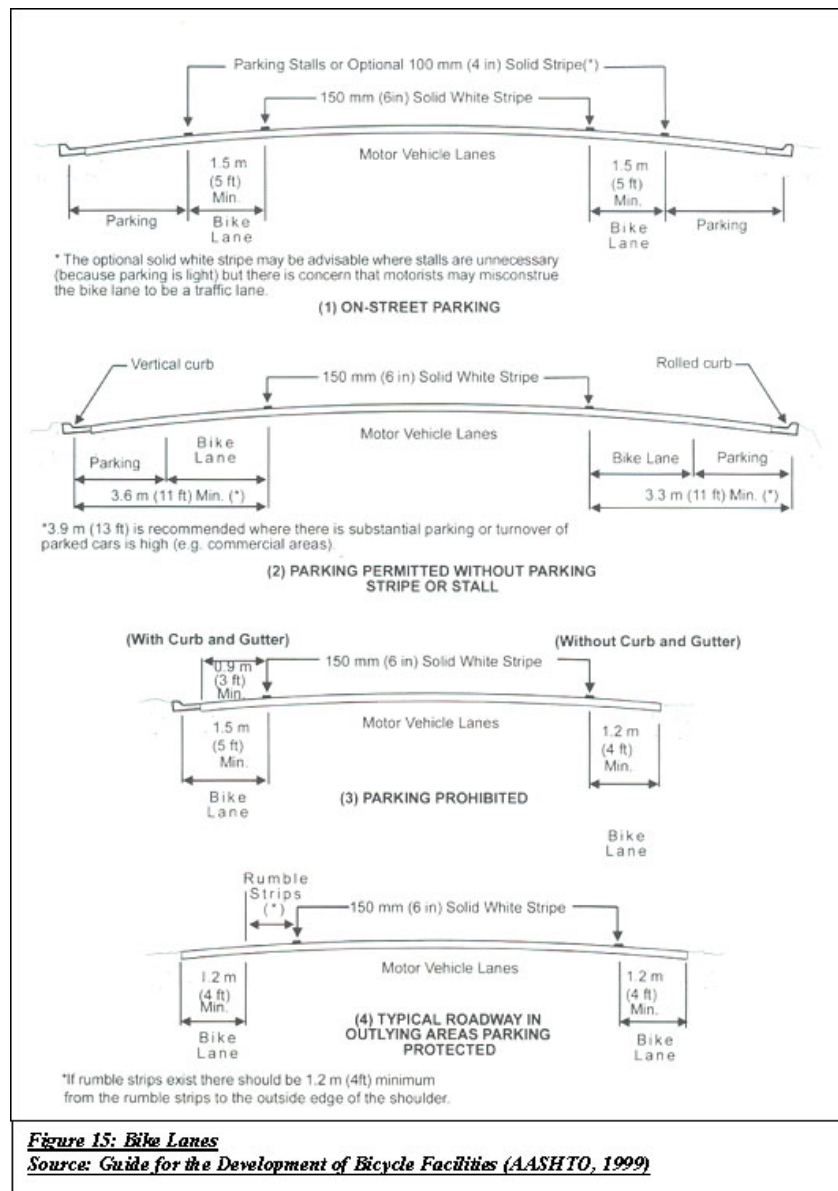 Parking Stalls or Optional 100 mm (4 in) Solid Stripe(*)
150 mm (6in) Solid White Stripe
Motor Vehicle Lanes
1.5 m
(5 ft)
Min.
Bike
Lane
Parking
1.5 m
(5 ft)
Min.
Bike
Lane
Parking
* The optional solid white stripe may be advisable where stalls are unnecessary
(because parking is light) but there is concern that motorists may misconstrue
the bike lane to be a traffic lane.
(1) ON-STREET PARKING
Vertical curb
150 mm (6 in) Solid White Stripe
Rolled curb
Motor Vehicle Lanes
Parking
Bike
Lane
3.6 m (11 ft) Min. (*)
Bike Lane
Parking
3.3 m (11 ft) Min. (*)
*3.9 m (13 ft) is recommended where there is substantial parking or turnover of
parked cars is high (e.g. commercial areas).
(2) PARKING PERMITTED WITHOUT PARKING
STRIPE OR STALL
(With Curb and Gutter)
(Without Curb and Gutter)
0.9 m
(3 ft)
Min.
150 mm (6 in) Solid White Stripe
Motor Vehicle Lanes
1.5 m
(5 ft)
Min.
Bike
Lane
1.2 m
(4 ft)
Min.
Bike
Lane
(3) PARKING PROHIBITED
Rumble
Strips
(*)
150 mm (6 in) Solid White Stripe
Motor Vehicle Lanes
1.2 m
(4 ft)
Min.
Bike
Lane
1.2 m
(4 ft)
Min.
Bike
Lane
(4) TYPICAL ROADWAY IN
OUTLYING AREAS PARKING
PROTECTED
*If rumble strips exist there should be 1.2 m (4ft) minimum
from the rumble strips to the outside edge of the shoulder.
Figure 15: Bike Lanes
Source: Guide for the Development of Bicycle Facilities (AASHTO, 1999)